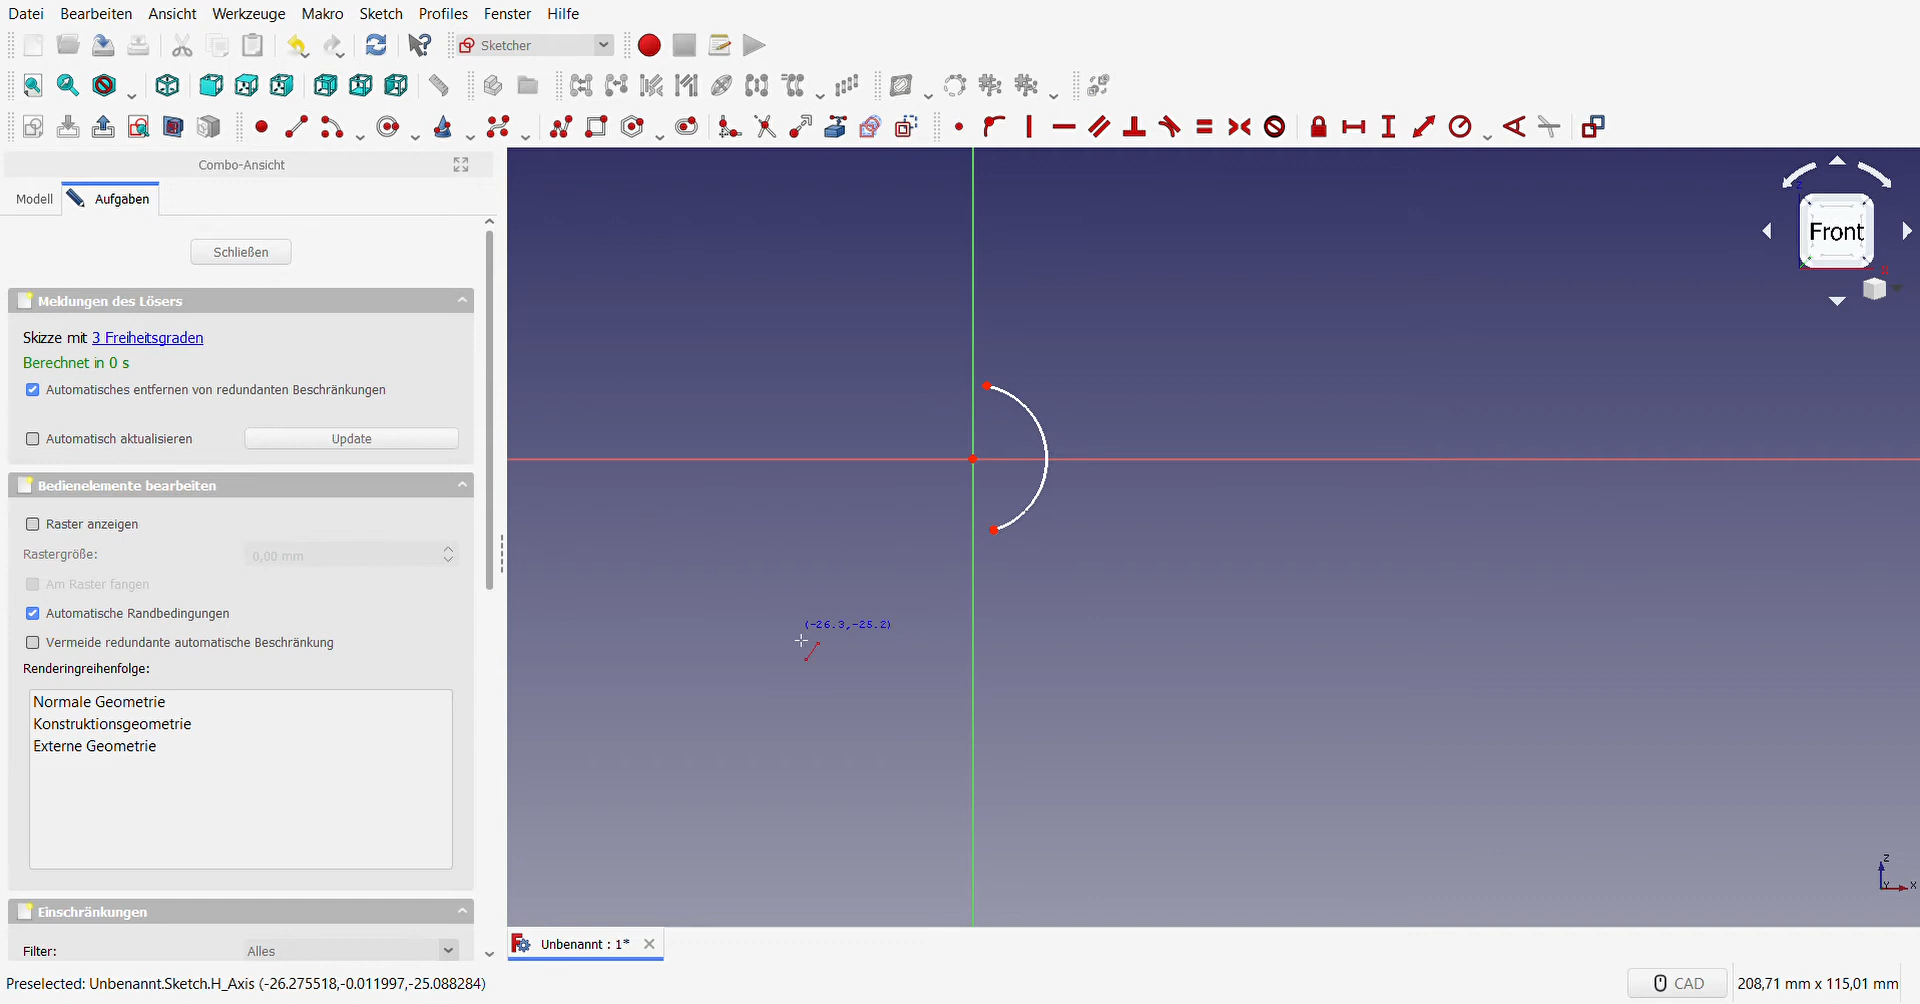 Datei Bearbeiten Ansicht Werkzeuge Makro Sketch Profiles Fenster Hilfe
Sketcher
Combo-Ansicht
Modell Aufgaben
Schließen
Meldungen des Lösers
Skizze mit 3 Freiheitsgraden
Berechnet in 0 s
Automatisches entfernen von redundanten Beschränkungen
Automatisch aktualisieren Update
Bedienelemente bearbeiten
Raster anzeigen
Rastergröße: 0,00 mm
Am Raster fangen
Automatische Randbedingungen
Vermeide redundante automatische Beschränkung
Renderingreihenfolge:
Normale Geometrie
Konstruktionsgeometrie
Externe Geometrie
Einschränkungen
Filter: Alles
(-26.3,-25.2)
Z
Front
X
Z
Y X
Unbenannt : 1*
Preselected: Unbenannt.Sketch.H_Axis (-26.275518,-0.011997,-25.088284)
CAD
208,71 mm x 115,01 mm